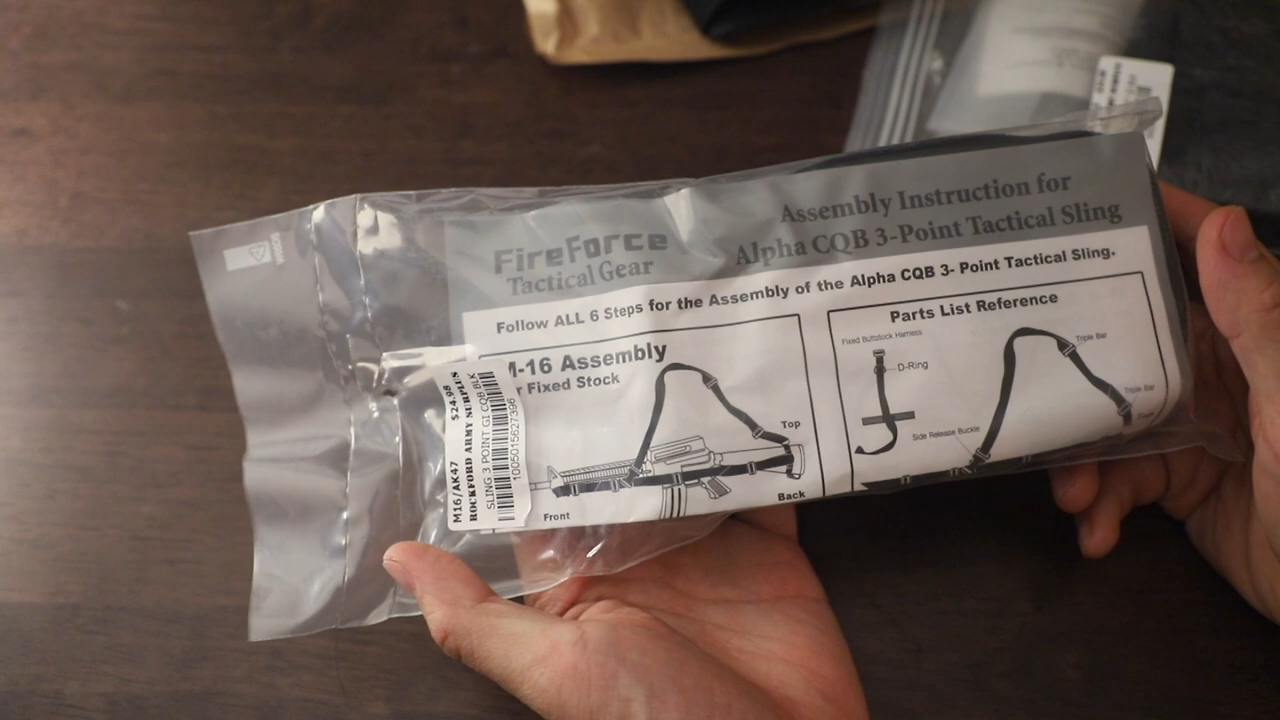 FireForce
Tactical Gear
Assembly Instruction for
Alpha CQB 3-Point Tactical Sling
Follow ALL 6 Steps for the Assembly of the Alpha CQB 3- Point Tactical Sling.
M-16 Assembly
r Fixed Stock
Top
Back
Front
Parts List Reference
Fixed Buttstock Harness
D-Ring
Side Release Buckle
Triple Bar
Triple Bar
M16/AK47 $24.98
ROCKFORD ARMY SURPLUS
SLING 3 POINT GI CQB BLK
1005015627396